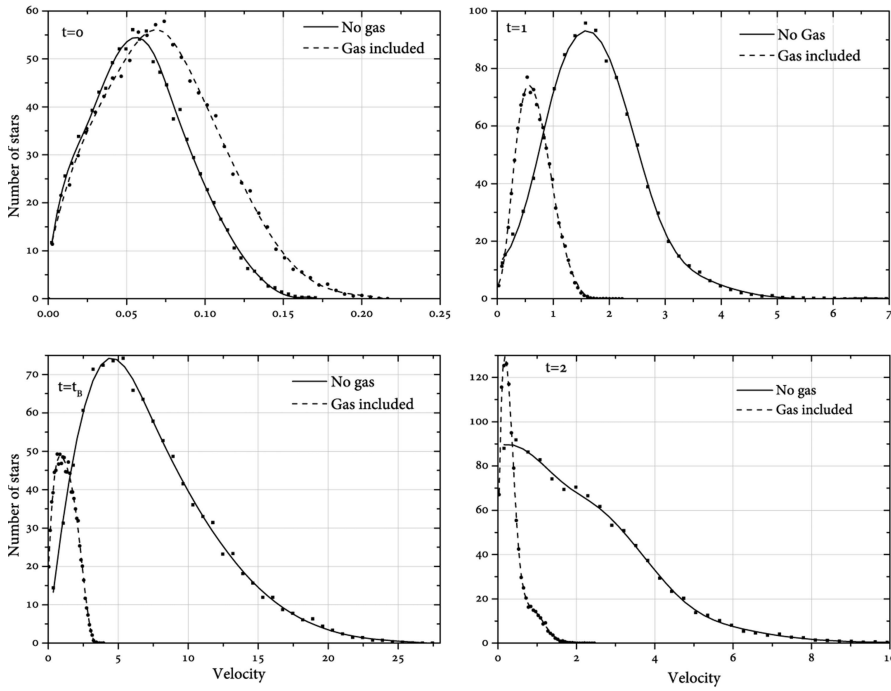 t=0
No gas
Gas included
60
50
40
30
20
10
0
0.00 0.05 0.10 0.15 0.20 0.25
Number of stars
t=1
No Gas
Gas included
100
80
60
40
20
0
0 1 2 3 4 5 6 7
t=tB
No gas
Gas included
70
60
50
40
30
20
10
0
0 5 10 15 20 25
Number of stars
Velocity
t=2
No gas
Gas included
120
100
80
60
40
20
0
0 2 4 6 8 10
Velocity